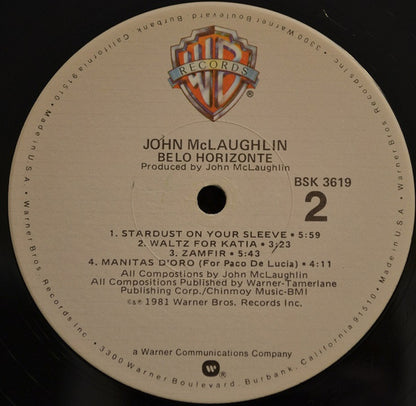 Warner Bros. Records Inc. • 3300 Warner Boulevard, Burbank, California 91510 • Made in U.S.A. •
RECORDS
JOHN McLAUGHLIN
BELO HORIZONTE
Produced by John McLaughlin
BSK 3619
2
1. STARDUST ON YOUR SLEEVE • 5:59
2. WALTZ FOR KATIA • 3:23
3. ZAMFIR • 5:43
4. MANITAS D'ORO (For Paco De Lucia) • 4:11
All Compostions by John McLaughlin
All Compositions Published by Warner-Tamerlane
Publishing Corp./Chinmoy Music-BMI
©&℗ 1981 Warner Bros. Records Inc.
a Warner Communications Company